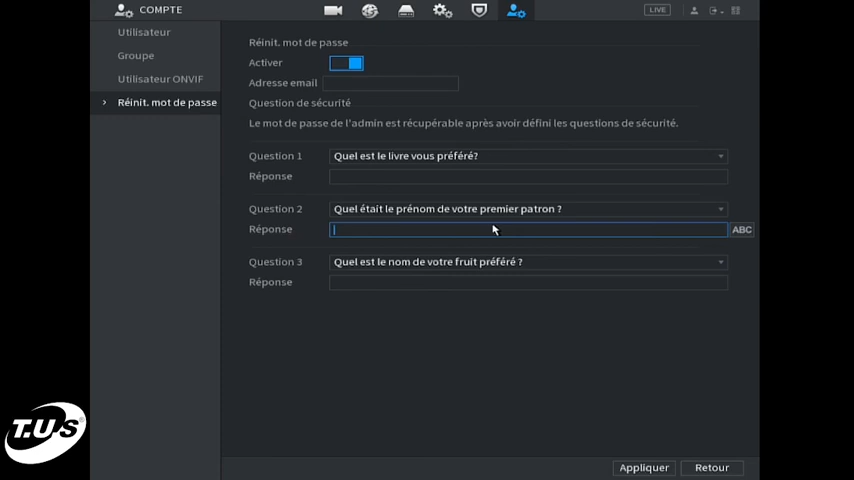 COMPTE
LIVE
Utilisateur
Groupe
Utilisateur ONVIF
Réinit. mot de passe
Réinit. mot de passe
Activer
Adresse email
Question de sécurité
Le mot de passe de l'admin est récupérable après avoir défini les questions de sécurité.
Question 1 Quel est le livre vous préféré?
Réponse
Question 2 Quel était le prénom de votre premier patron ?
Réponse ABC
Question 3 Quel est le nom de votre fruit préféré ?
Réponse
Appliquer Retour
T.U.S